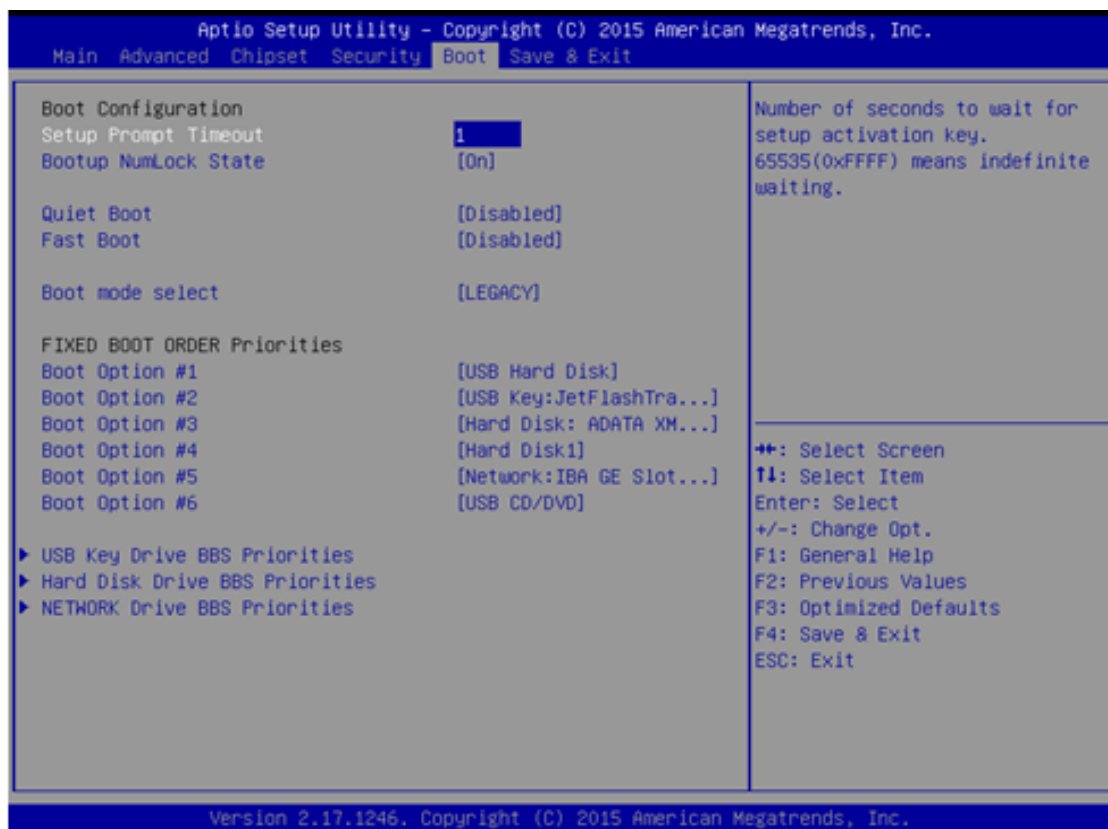 Aptio Setup Utility – Copyright (C) 2015 American Megatrends, Inc.
Main Advanced Chipset Security Boot Save & Exit
Boot Configuration
Setup Prompt Timeout 1
Bootup NumLock State [On]
Quiet Boot [Disabled]
Fast Boot [Disabled]
Boot mode select [LEGACY]
FIXED BOOT ORDER Priorities
Boot Option #1 [USB Hard Disk]
Boot Option #2 [USB Key:JetFlashTra...]
Boot Option #3 [Hard Disk: ADATA XM...]
Boot Option #4 [Hard Disk1]
Boot Option #5 [Network:IBA GE Slot...]
Boot Option #6 [USB CD/DVD]
▶ USB Key Drive BBS Priorities
▶ Hard Disk Drive BBS Priorities
▶ NETWORK Drive BBS Priorities
Number of seconds to wait for
setup activation key.
65535(0xFFFF) means indefinite
waiting.
→←: Select Screen
↑↓: Select Item
Enter: Select
+/-: Change Opt.
F1: General Help
F2: Previous Values
F3: Optimized Defaults
F4: Save & Exit
ESC: Exit
Version 2.17.1246. Copyright (C) 2015 American Megatrends, Inc.